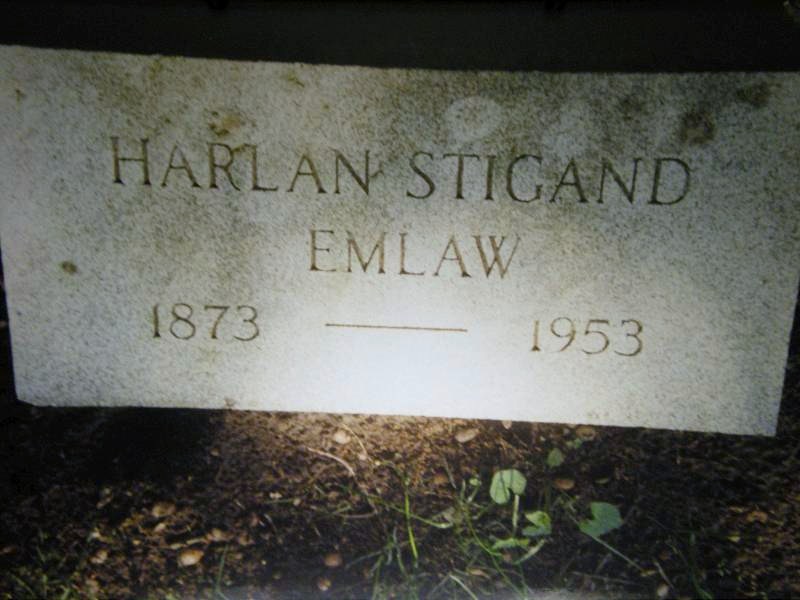 HARLAN STIGAND
EMLAW
1873 — 1953